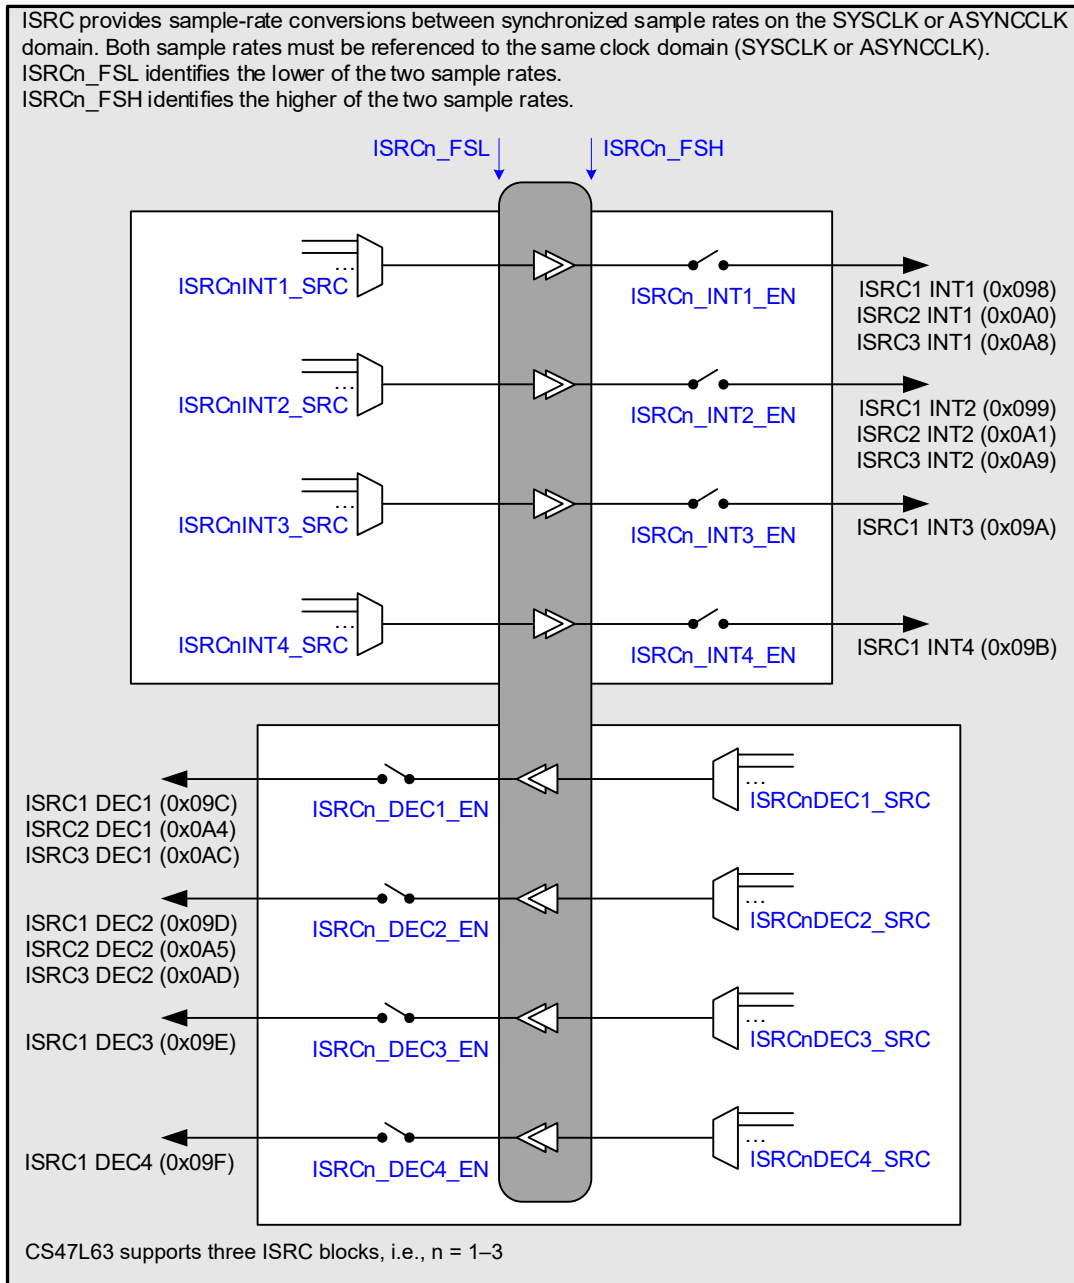 ISRC provides sample-rate conversions between synchronized sample rates on the SYSCLK or ASYNCCLK
domain. Both sample rates must be referenced to the same clock domain (SYSCLK or ASYNCCLK).
ISRCn_FSL identifies the lower of the two sample rates.
ISRCn_FSH identifies the higher of the two sample rates.
ISRCn_FSL
ISRCn_FSH
...
ISRCnINT1_SRC
ISRCn_INT1_EN
ISRC1 INT1 (0x098)
ISRC2 INT1 (0x0A0)
ISRC3 INT1 (0x0A8)
...
ISRCnINT2_SRC
ISRCn_INT2_EN
ISRC1 INT2 (0x099)
ISRC2 INT2 (0x0A1)
ISRC3 INT2 (0x0A9)
...
ISRCnINT3_SRC
ISRCn_INT3_EN
ISRC1 INT3 (0x09A)
...
ISRCnINT4_SRC
ISRCn_INT4_EN
ISRC1 INT4 (0x09B)
ISRC1 DEC1 (0x09C)
ISRC2 DEC1 (0x0A4)
ISRC3 DEC1 (0x0AC)
ISRCn_DEC1_EN
...
ISRCnDEC1_SRC
ISRC1 DEC2 (0x09D)
ISRC2 DEC2 (0x0A5)
ISRC3 DEC2 (0x0AD)
ISRCn_DEC2_EN
...
ISRCnDEC2_SRC
ISRC1 DEC3 (0x09E)
ISRCn_DEC3_EN
...
ISRCnDEC3_SRC
ISRC1 DEC4 (0x09F)
ISRCn_DEC4_EN
...
ISRCnDEC4_SRC
CS47L63 supports three ISRC blocks, i.e., n = 1–3